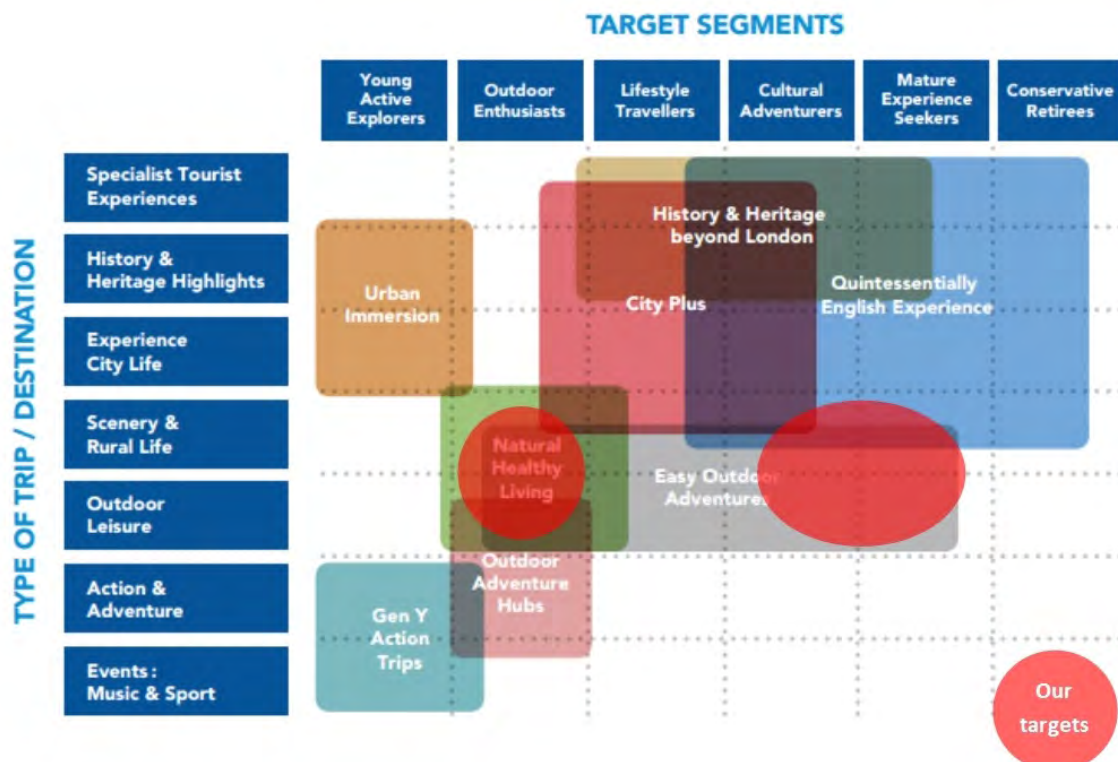 TARGET SEGMENTS
Young
Active
Explorers
Outdoor
Enthusiasts
Lifestyle
Travellers
Cultural
Adventurers
Mature
Experience
Seekers
Conservative
Retirees
TYPE OF TRIP / DESTINATION
Specialist Tourist
Experiences
History &
Heritage Highlights
Experience
City Life
Scenery &
Rural Life
Outdoor
Leisure
Action &
Adventure
Events:
Music & Sport
History & Heritage
beyond London
Urban
Immersion
City Plus
Quintessentially
English Experience
Natural
Healthy
Living
Easy Outdoor
Adventures
Outdoor
Adventure
Hubs
Gen Y
Action
Trips
Our
targets